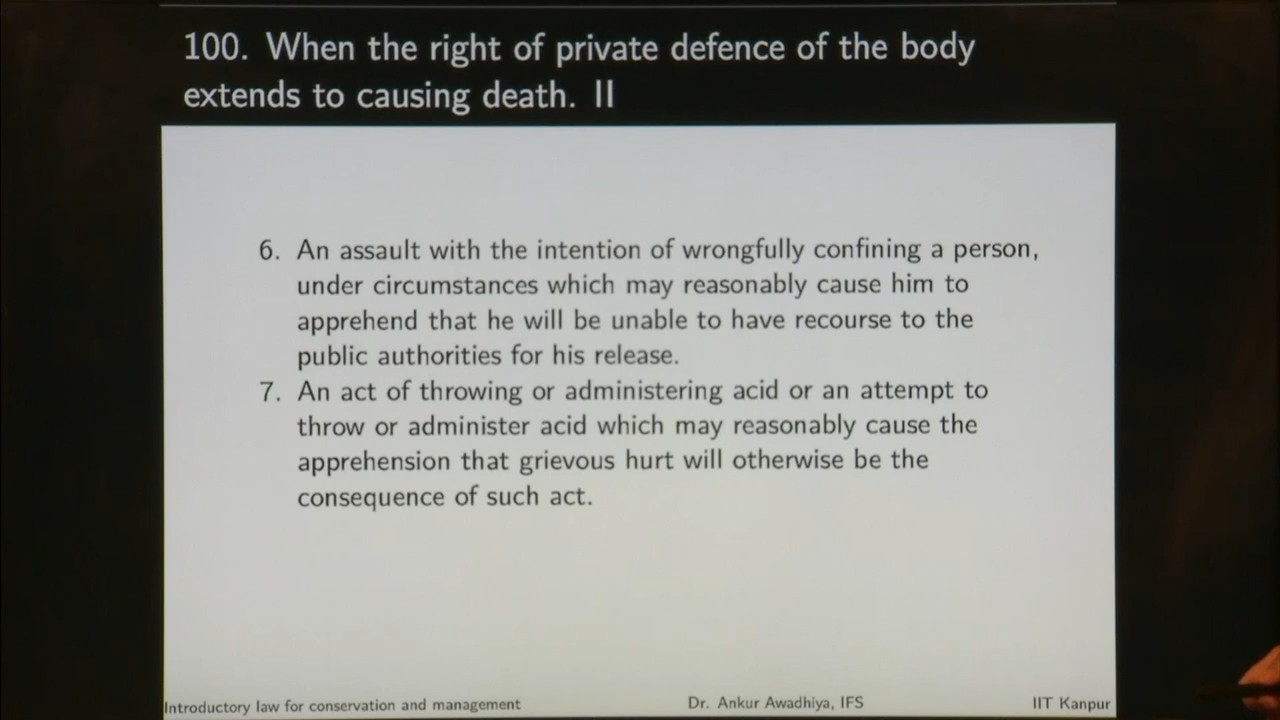 100. When the right of private defence of the body
extends to causing death. II
6. An assault with the intention of wrongfully confining a person,
under circumstances which may reasonably cause him to
apprehend that he will be unable to have recourse to the
public authorities for his release.
7. An act of throwing or administering acid or an attempt to
throw or administer acid which may reasonably cause the
apprehension that grievous hurt will otherwise be the
consequence of such act.
Introductory law for conservation and management Dr. Ankur Awadhiya, IFS IIT Kanpur